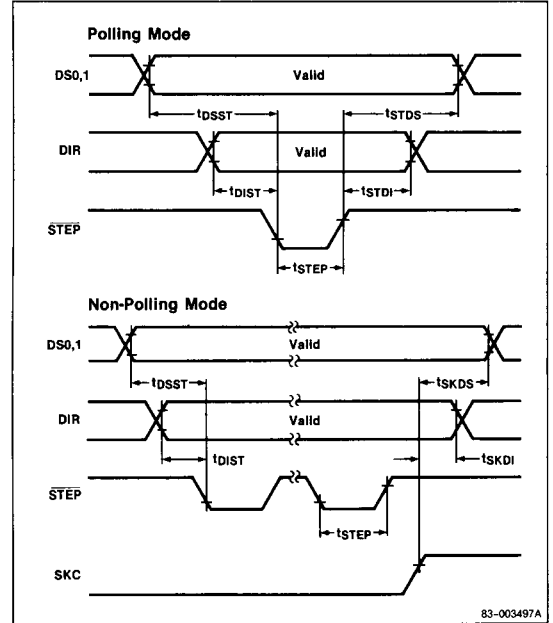 Polling Mode
DS0,1 Valid
tDSST tSTDS
DIR Valid
tDIST tSTDI
STEP
tSTEP
Non-Polling Mode
DS0,1 Valid
tDSST tSKDS
DIR Valid
tDIST tSKDI
STEP
tSTEP
SKC
83-003497A